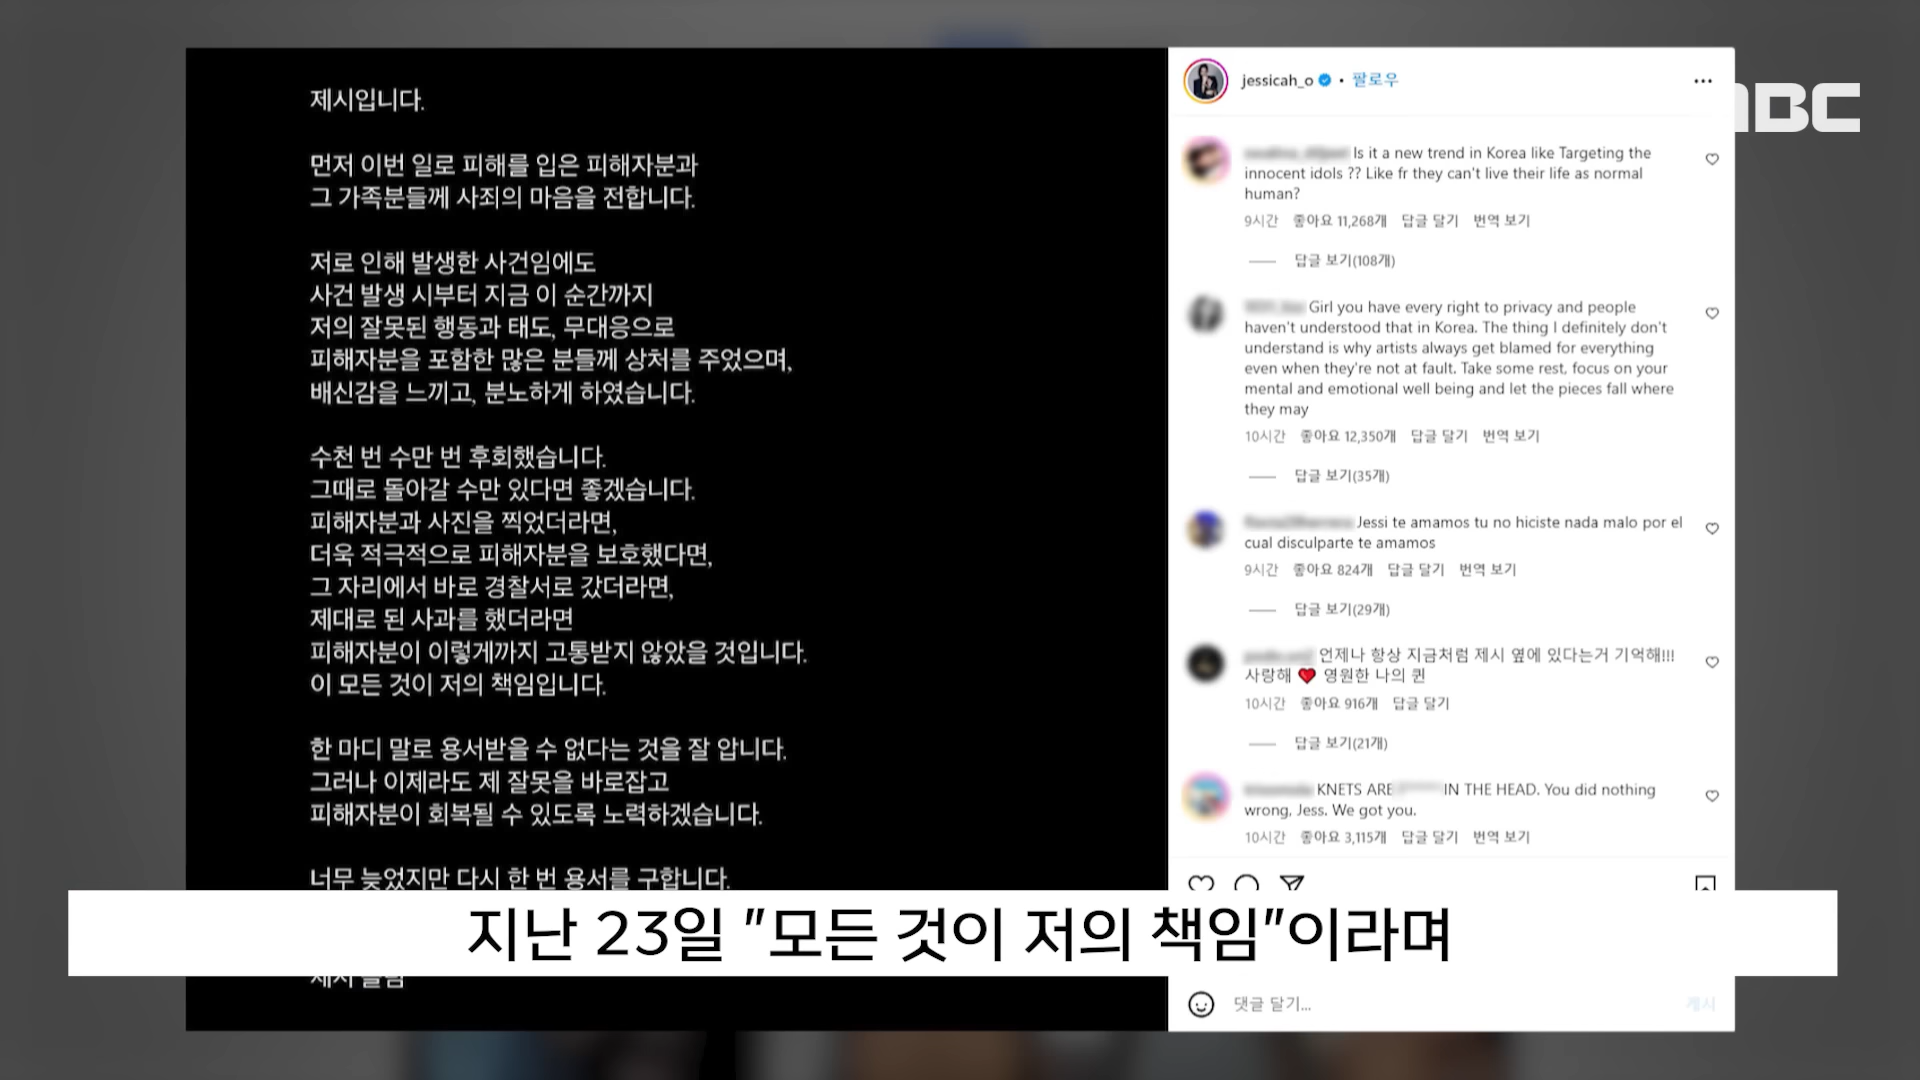 제시입니다.
먼저 이번 일로 피해를 입은 피해자분과
그 가족분들께 사죄의 마음을 전합니다.
저로 인해 발생한 사건임에도
사건 발생 시부터 지금 이 순간까지
저의 잘못된 행동과 태도, 무대응으로
피해자분을 포함한 많은 분들께 상처를 주었으며,
배신감을 느끼고, 분노하게 하였습니다.
수천 번 수만 번 후회했습니다.
그때로 돌아갈 수만 있다면 좋겠습니다.
피해자분과 사진을 찍었더라면,
더욱 적극적으로 피해자분을 보호했다면,
그 자리에서 바로 경찰서로 갔더라면,
제대로 된 사과를 했더라면
피해자분이 이렇게까지 고통받지 않았을 것입니다.
이 모든 것이 저의 책임입니다.
한 마디 말로 용서받을 수 없다는 것을 잘 압니다.
그러나 이제라도 제 잘못을 바로잡고
피해자분이 회복될 수 있도록 노력하겠습니다.
너무 늦었지만 다시 한 번 용서를 구합니다.
jessicah_o • 팔로우
Is it a new trend in Korea like Targeting the
innocent idols ?? Like fr they can't live their life as normal
human?
9시간 좋아요 11,268개 답글 달기 번역 보기
답글 보기(108개)
Girl you have every right to privacy and people
haven't understood that in Korea. The thing I definitely don't
understand is why artists always get blamed for everything
even when they're not at fault. Take some rest, focus on your
mental and emotional well being and let the pieces fall where
they may
10시간 좋아요 12,350개 답글 달기 번역 보기
답글 보기(35개)
Jessi te amamos tu no hiciste nada malo por el
cual disculparte te amamos
9시간 좋아요 824개 답글 달기 번역 보기
답글 보기(29개)
언제나 항상 지금처럼 제시 옆에 있다는거 기억해!!!
사랑해 ❤️ 영원한 나의 퀸
10시간 좋아요 916개 답글 달기
답글 보기(21개)
KNETS ARE IN THE HEAD. You did nothing
wrong, Jess. We got you.
10시간 좋아요 3,115개 답글 달기 번역 보기
댓글 달기...
게시
MBC
지난 23일 "모든 것이 저의 책임"이라며